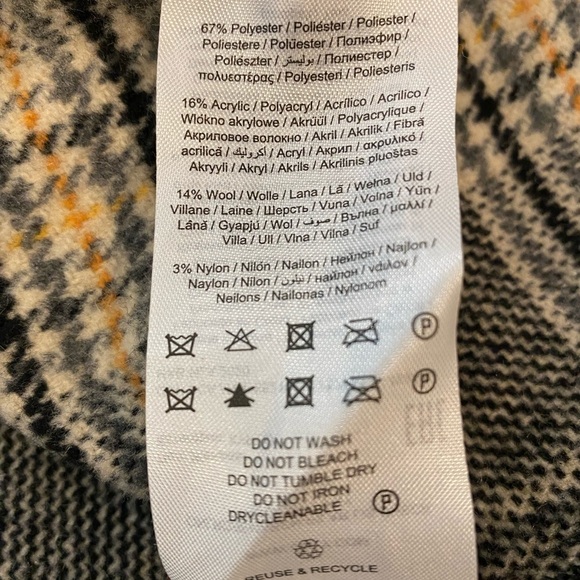 67% Polyester / Poliéster / Poliester /
Poliestere / Polüester / Полиэфир /
Poliészter / بوليستر / Полиестер /
πολυεστέρας / Polyesteri / Poliesteris
16% Acrylic / Polyacryl / Acrílico / Acrilico /
Włókno akrylowe / Akrüül / Polyacrylique /
Акриловое волокно / Akril / Akrilik / Fibră
acrilică / أكروليك / Acryl / Акрил / ακρυλικό /
Akryyli / Akryl / Akrils / Akrilinis pluoštas
14% Wool / Wolle / Lana / Lã / Wełna / Uld /
Villane / Laine / Шерсть / Vuna / Volna / Yün /
Lână / Gyapjú / Wol / صوف / Вълна / μαλλί /
Villa / Ull / Vlna / Vilna / Suf
3% Nylon / Nilón / Nailon / Нейлон / Najlon /
Naylon / Nilon / نيلون / найлон / νάιλον /
Neilons / Nailonas / Nylonom
P
P
DO NOT WASH
DO NOT BLEACH
DO NOT TUMBLE DRY
DO NOT IRON
DRYCLEANABLE P
REUSE & RECYCLE